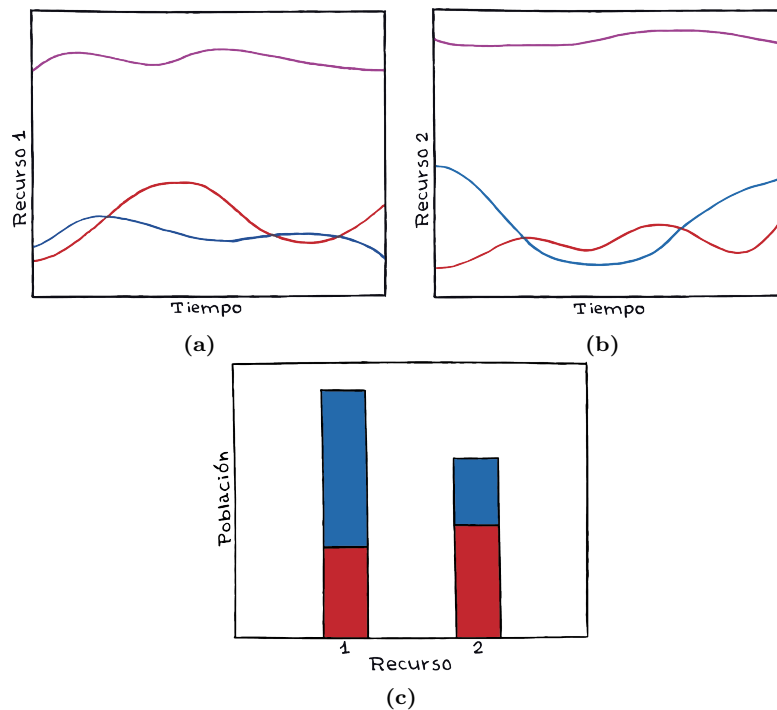 Recurso 1
Tiempo
(a)
Recurso 2
Tiempo
(b)
Población
1
2
Recurso
(c)